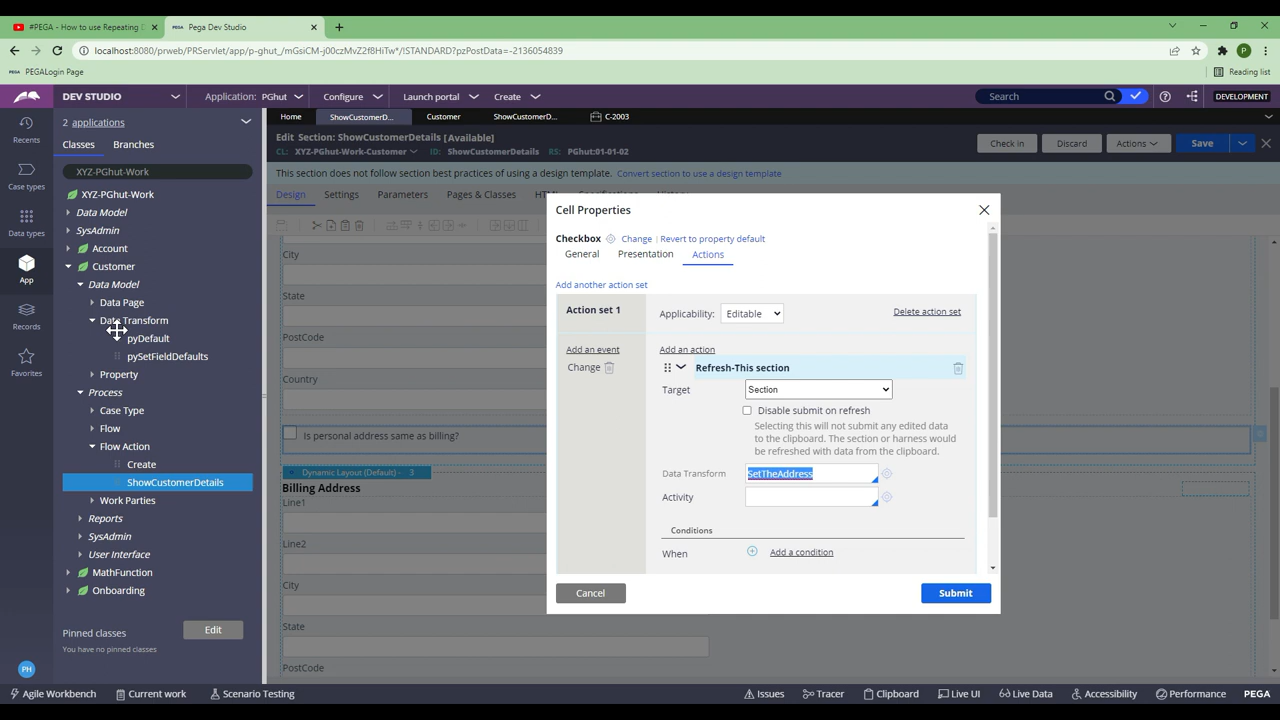 #PEGA - How to use Repeating D
Pega Dev Studio
localhost:8080/prweb/PRServlet/app/p-ghut_/mGsiCM-j00czMvZ2f8HiTw*/!STANDARD?pzPostData=-2136054839
PEGALogin Page
Reading list
DEV STUDIO
Application: PGhut
Configure
Launch portal
Create
Search
DEVELOPMENT
Recents
Case types
Data types
App
Records
Favorites
PH
2 applications
Classes
Branches
XYZ-PGhut-Work
XYZ-PGhut-Work
Data Model
SysAdmin
Account
Customer
Data Model
Data Page
Data Transform
pyDefault
pySetFieldDefaults
Property
Process
Case Type
Flow
Flow Action
Create
ShowCustomerDetails
Work Parties
Reports
SysAdmin
User Interface
MathFunction
Onboarding
Pinned classes
Edit
You have no pinned classes
Home
ShowCustomerD...
Customer
ShowCustomerD...
C-2003
Edit Section: ShowCustomerDetails [Available]
CL: XYZ-PGhut-Work-Customer
ID: ShowCustomerDetails
RS: PGhut:01-01-02
Check in
Discard
Actions
Save
This section does not follow section best practices of using a design template. Convert section to use a design template
Design
Settings
Parameters
Pages & Classes
City
State
PostCode
Country
Is personal address same as billing?
Dynamic Layout (Default) - 3
Billing Address
Line1
Line2
City
State
PostCode
Cell Properties
Checkbox
Change | Revert to property default
General
Presentation
Actions
Add another action set
Action set 1
Applicability: Editable
Delete action set
Add an event
Change
Add an action
Refresh-This section
Target
Section
Disable submit on refresh
Selecting this will not submit any edited data
to the clipboard. The section or harness would
be refreshed with data from the clipboard.
Data Transform
SetTheAddress
Activity
Conditions
When
Add a condition
Cancel
Submit
Agile Workbench
Current work
Scenario Testing
Issues
Tracer
Clipboard
Live UI
Live Data
Accessibility
Performance
PEGA